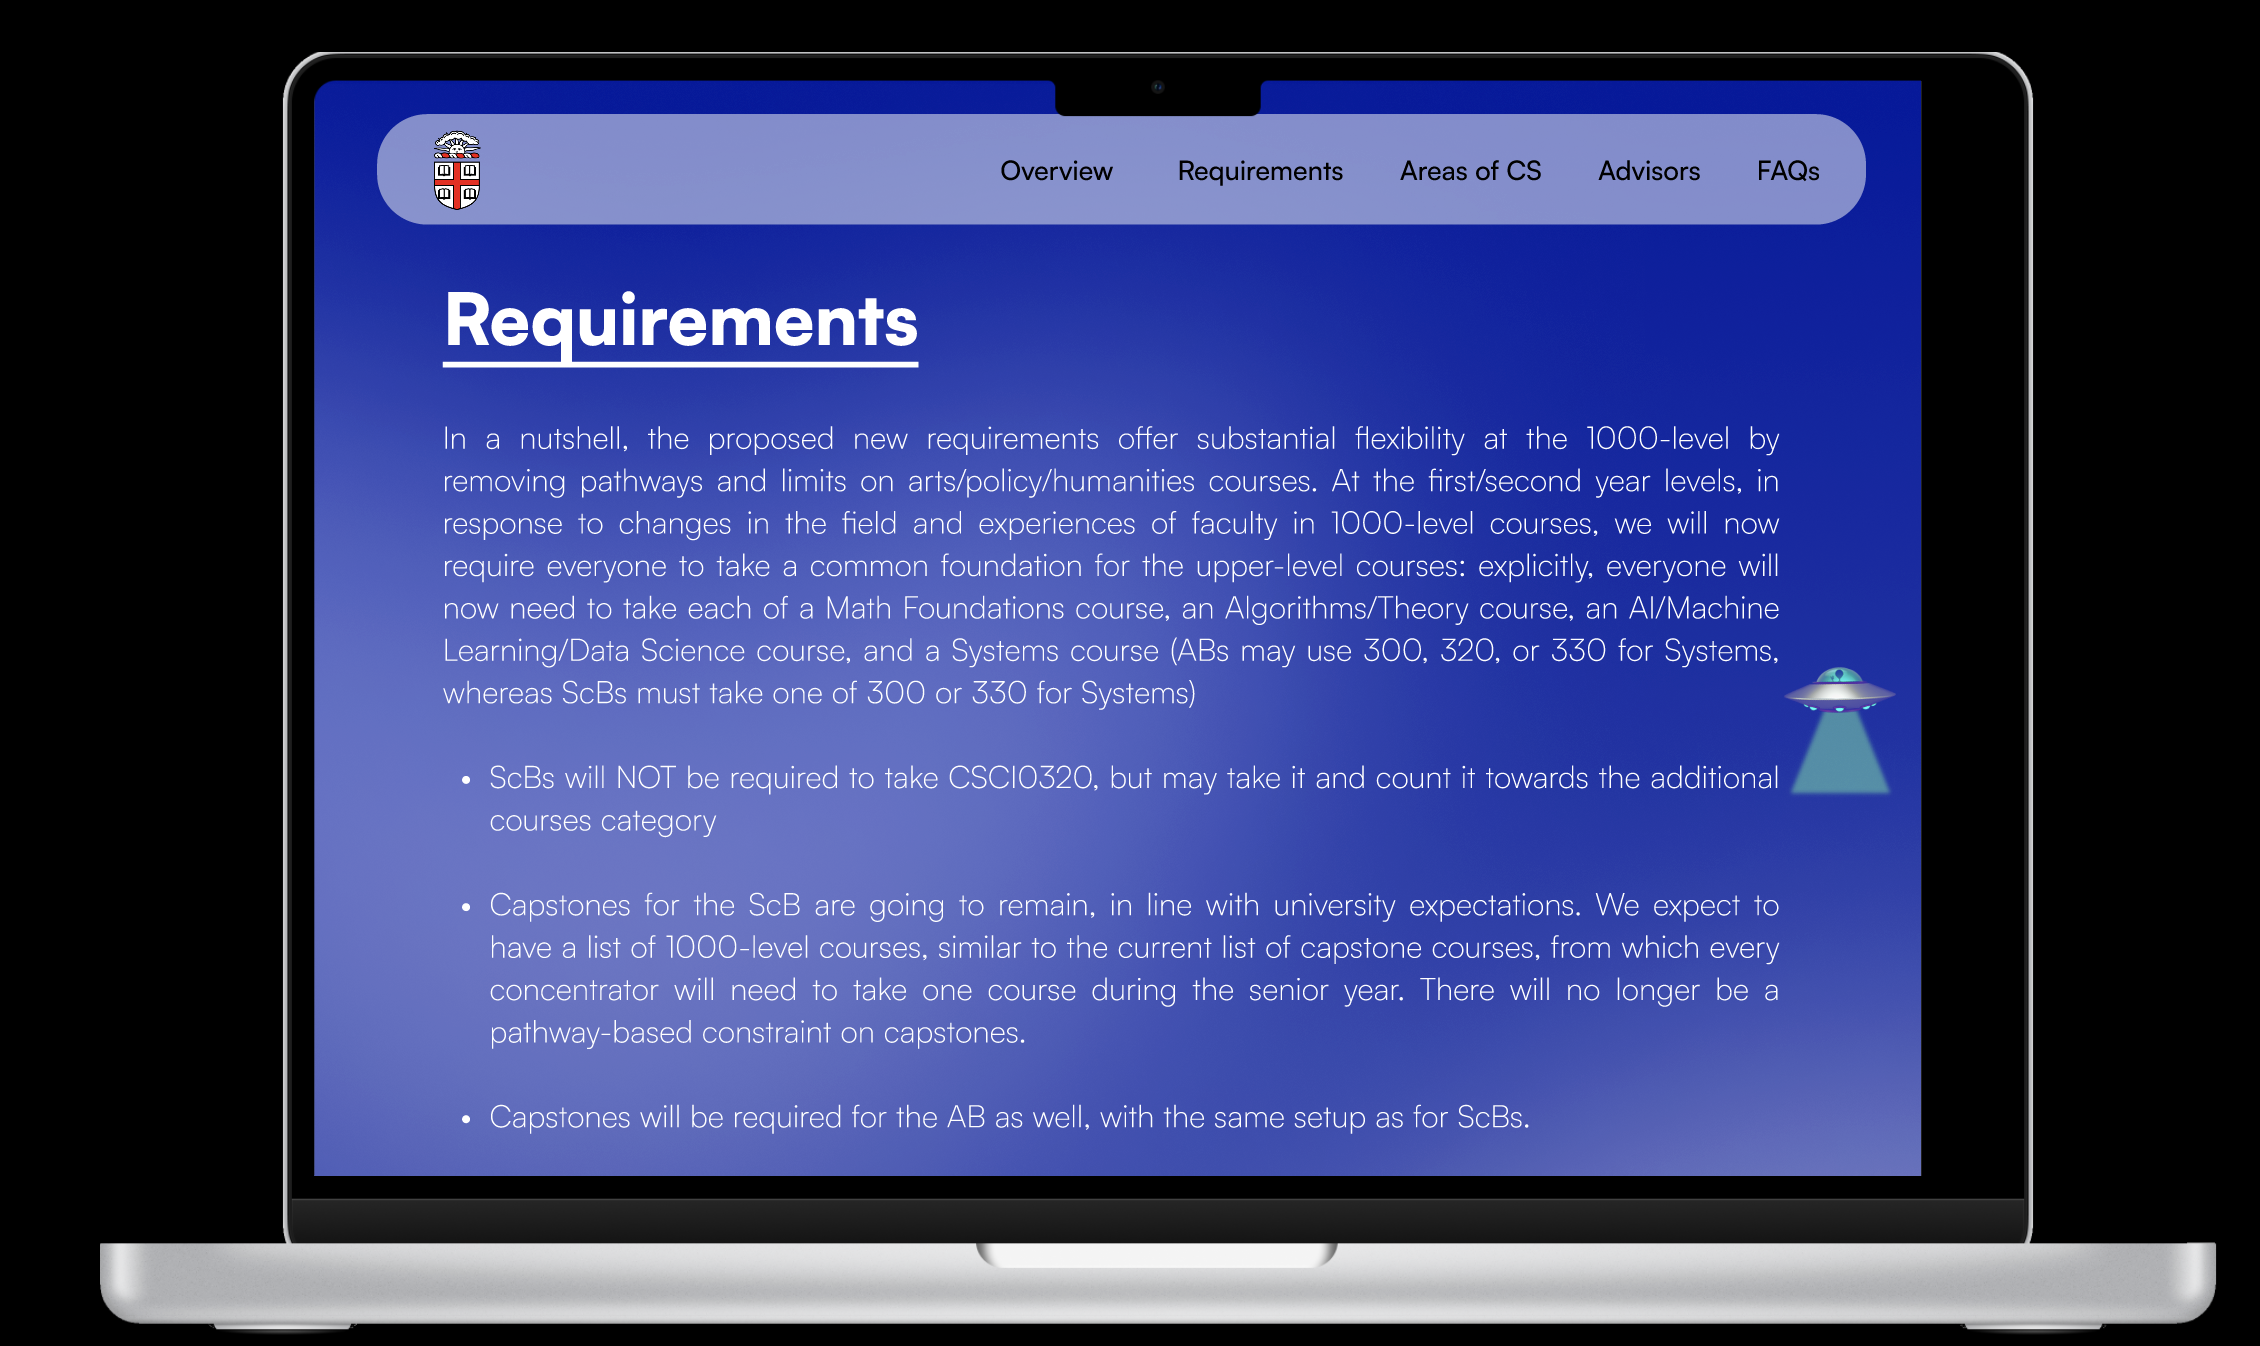 Overview Requirements Areas of CS Advisors FAQs
Requirements
In a nutshell, the proposed new requirements offer substantial flexibility at the 1000-level by
removing pathways and limits on arts/policy/humanities courses. At the first/second year levels, in
response to changes in the field and experiences of faculty in 1000-level courses, we will now
require everyone to take a common foundation for the upper-level courses: explicitly, everyone will
now need to take each of a Math Foundations course, an Algorithms/Theory course, an AI/Machine
Learning/Data Science course, and a Systems course (ABs may use 300, 320, or 330 for Systems,
whereas ScBs must take one of 300 or 330 for Systems)
• ScBs will NOT be required to take CSCI0320, but may take it and count it towards the additional
courses category
• Capstones for the ScB are going to remain, in line with university expectations. We expect to
have a list of 1000-level courses, similar to the current list of capstone courses, from which every
concentrator will need to take one course during the senior year. There will no longer be a
pathway-based constraint on capstones.
• Capstones will be required for the AB as well, with the same setup as for ScBs.